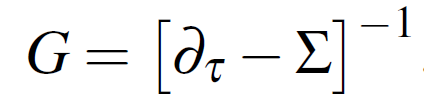 G = [∂_τ − Σ]^{−1}